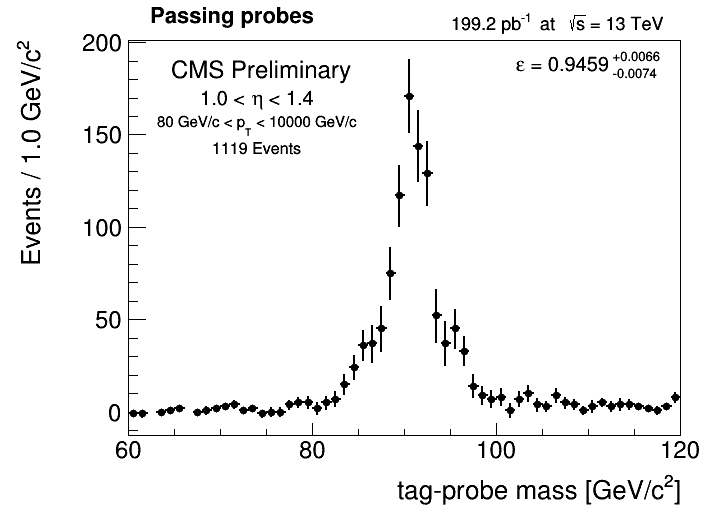 Passing probes
199.2 pb-1 at √s = 13 TeV
CMS Preliminary
ε = 0.9459 +0.0066 -0.0074
1.0 < η < 1.4
80 GeV/c < pT < 10000 GeV/c
1119 Events
Events / 1.0 GeV/c2
200
150
100
50
0
60 80 100 120
tag-probe mass [GeV/c2]